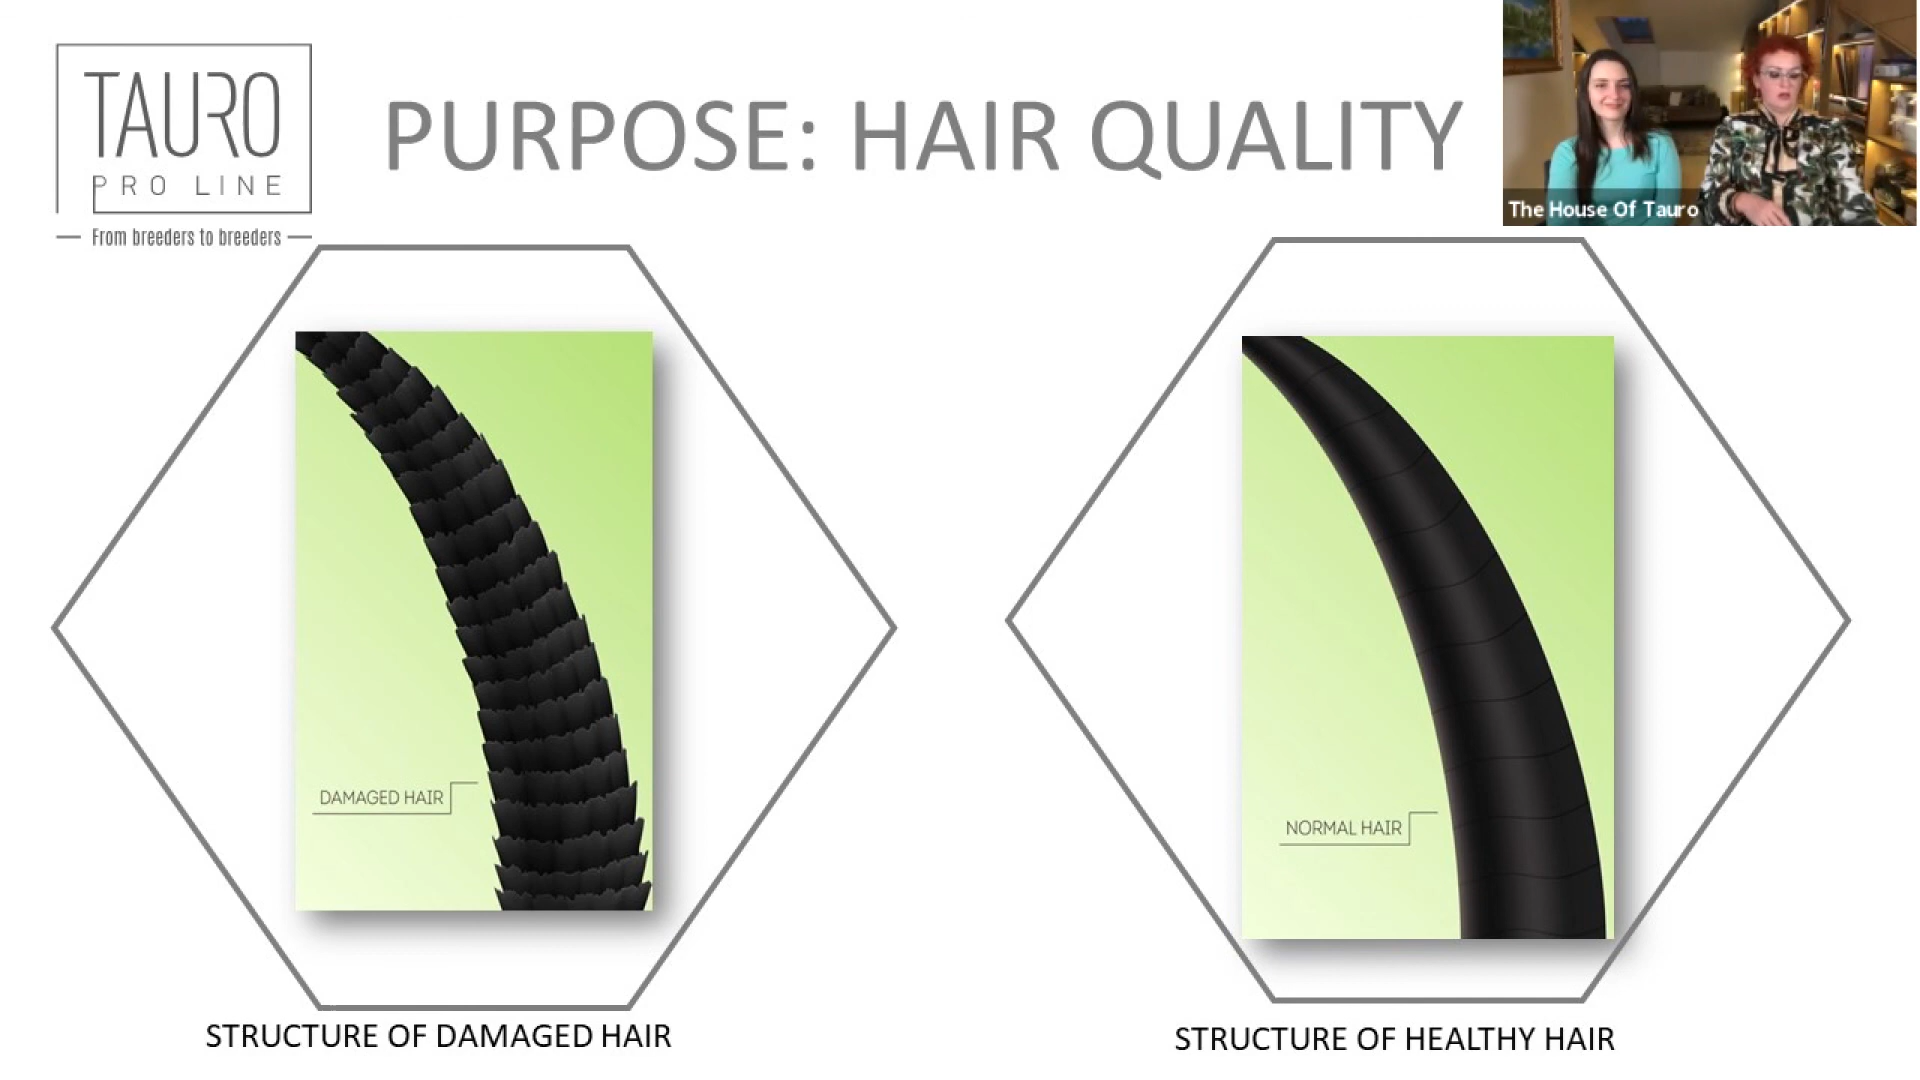 TAURO
PRO LINE
From breeders to breeders
PURPOSE: HAIR QUALITY
The House Of Tauro
DAMAGED HAIR
NORMAL HAIR
STRUCTURE OF DAMAGED HAIR
STRUCTURE OF HEALTHY HAIR